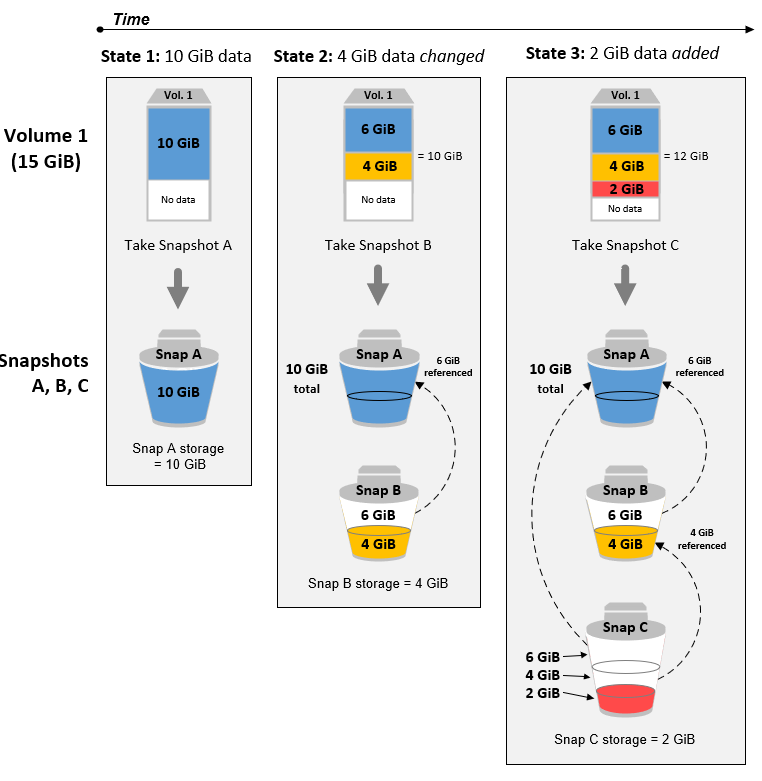 Time
State 1: 10 GiB data
State 2: 4 GiB data changed
State 3: 2 GiB data added
Volume 1
(15 GiB)
Vol. 1
10 GiB
No data
Take Snapshot A
Vol. 1
6 GiB
4 GiB
= 10 GiB
No data
Take Snapshot B
Vol. 1
6 GiB
4 GiB
= 12 GiB
2 GiB
No data
Take Snapshot C
Snapshots
A, B, C
Snap A
10 GiB
Snap A storage
= 10 GiB
10 GiB
total
Snap A
6 GiB
referenced
Snap B
6 GiB
4 GiB
Snap B storage = 4 GiB
10 GiB
total
Snap A
6 GiB
referenced
Snap B
6 GiB
4 GiB
4 GiB
referenced
Snap C
6 GiB
4 GiB
2 GiB
Snap C storage = 2 GiB